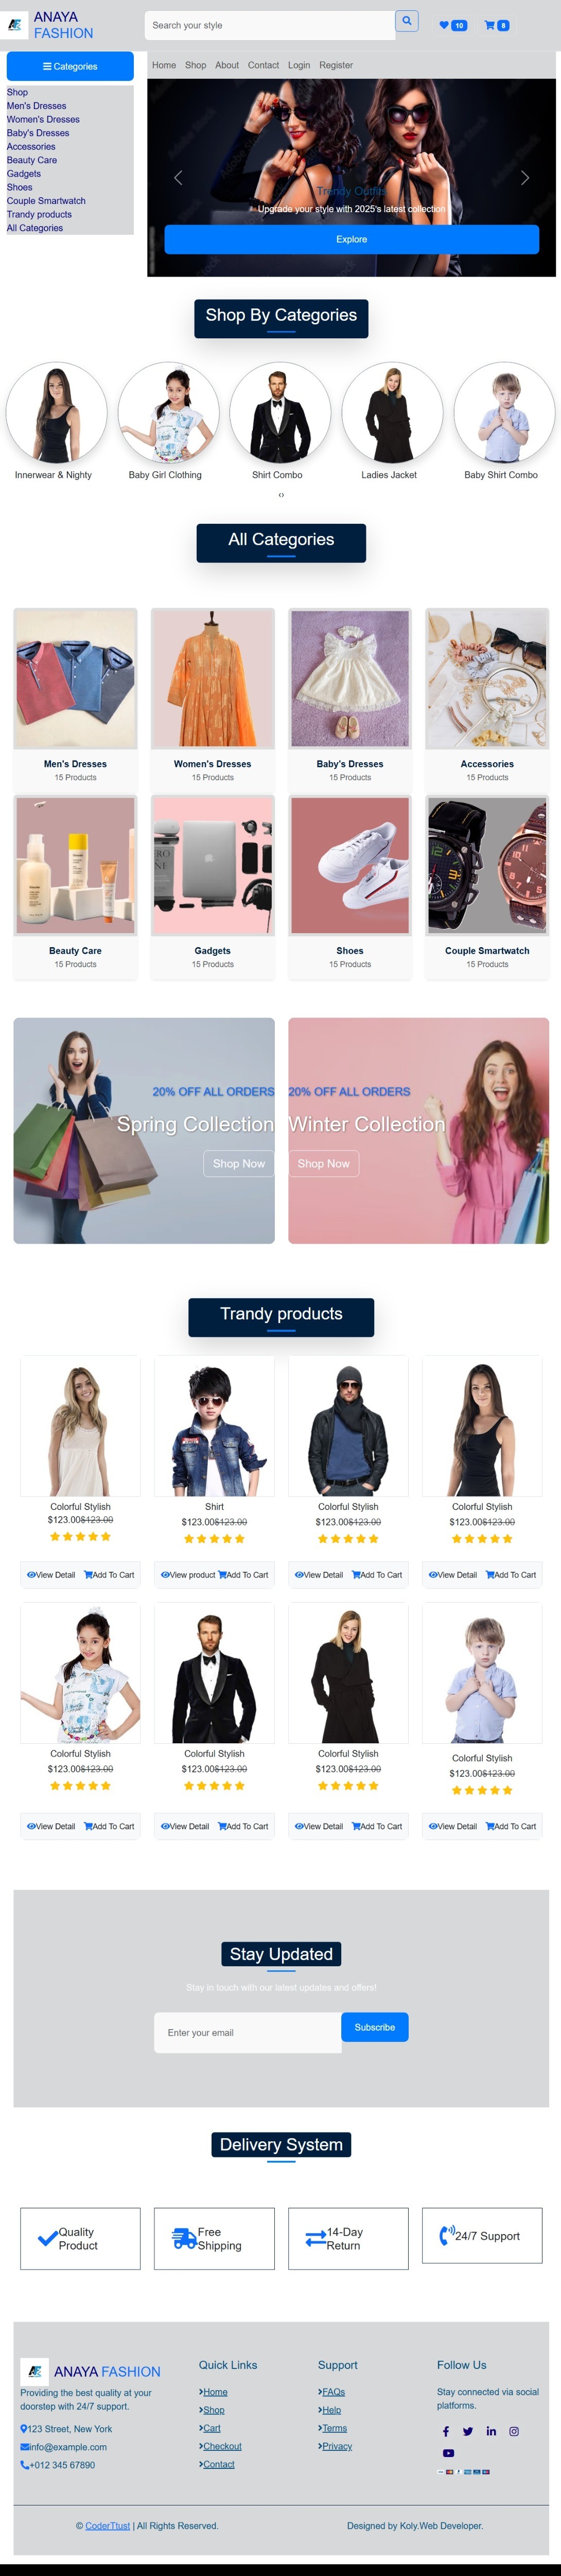 ANAYA
FASHION
Search your style
10
8
Categories
Home Shop About Contact Login Register
Shop
Men's Dresses
Women's Dresses
Baby's Dresses
Accessories
Beauty Care
Gadgets
Shoes
Couple Smartwatch
Trandy products
All Categories
Trendy Outfits
Upgrade your style with 2025's latest collection
Explore
Shop By Categories
Innerwear & Nighty
Baby Girl Clothing
Shirt Combo
Ladies Jacket
Baby Shirt Combo
‹›
All Categories
Men's Dresses
15 Products
Women's Dresses
15 Products
Baby's Dresses
15 Products
Accessories
15 Products
Beauty Care
15 Products
Gadgets
15 Products
Shoes
15 Products
Couple Smartwatch
15 Products
20% OFF ALL ORDERS
Spring Collection
Shop Now
20% OFF ALL ORDERS
Winter Collection
Shop Now
Trandy products
Colorful Stylish
$123.00$123.00
View Detail Add To Cart
Shirt
$123.00$123.00
View product Add To Cart
Colorful Stylish
$123.00$123.00
View Detail Add To Cart
Colorful Stylish
$123.00$123.00
View Detail Add To Cart
Colorful Stylish
$123.00$123.00
View Detail Add To Cart
Colorful Stylish
$123.00$123.00
View Detail Add To Cart
Colorful Stylish
$123.00$123.00
View Detail Add To Cart
Colorful Stylish
$123.00$123.00
View Detail Add To Cart
Stay Updated
Stay in touch with our latest updates and offers!
Enter your email
Subscribe
Delivery System
Quality
Product
Free
Shipping
14-Day
Return
24/7 Support
ANAYA FASHION
Providing the best quality at your
doorstep with 24/7 support.
123 Street, New York
info@example.com
+012 345 67890
Quick Links
Home
Shop
Cart
Checkout
Contact
Support
FAQs
Help
Terms
Privacy
Follow Us
Stay connected via social
platforms.
© CoderTtust | All Rights Reserved.
Designed by Koly.Web Developer.